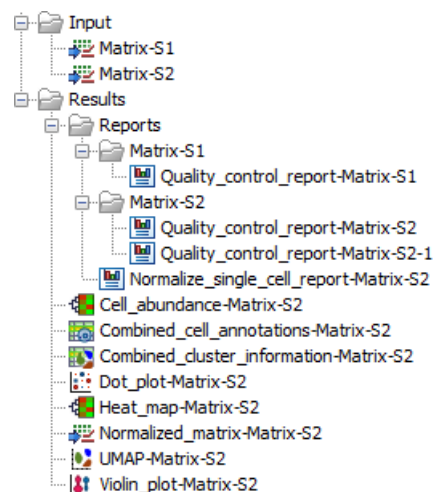 Input
Matrix-S1
Matrix-S2
Results
Reports
Matrix-S1
Quality_control_report-Matrix-S1
Matrix-S2
Quality_control_report-Matrix-S2
Quality_control_report-Matrix-S2-1
Normalize_single_cell_report-Matrix-S2
Cell_abundance-Matrix-S2
Combined_cell_annotations-Matrix-S2
Combined_cluster_information-Matrix-S2
Dot_plot-Matrix-S2
Heat_map-Matrix-S2
Normalized_matrix-Matrix-S2
UMAP-Matrix-S2
Violin_plot-Matrix-S2